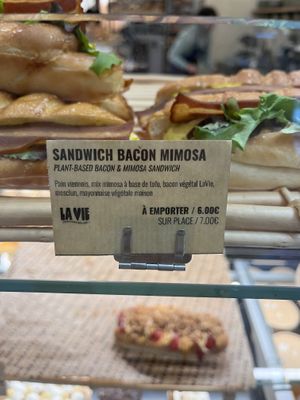 SANDWICH BACON MIMOSA
PLANT-BASED BACON & MIMOSA SANDWICH
Pain viennois, mix mimosa à base de tofu, bacon végétal LaVie,
mesclun, mayonnaise végétale maison
LA VIE
À EMPORTER / 6.00€
SUR PLACE / 7.00€